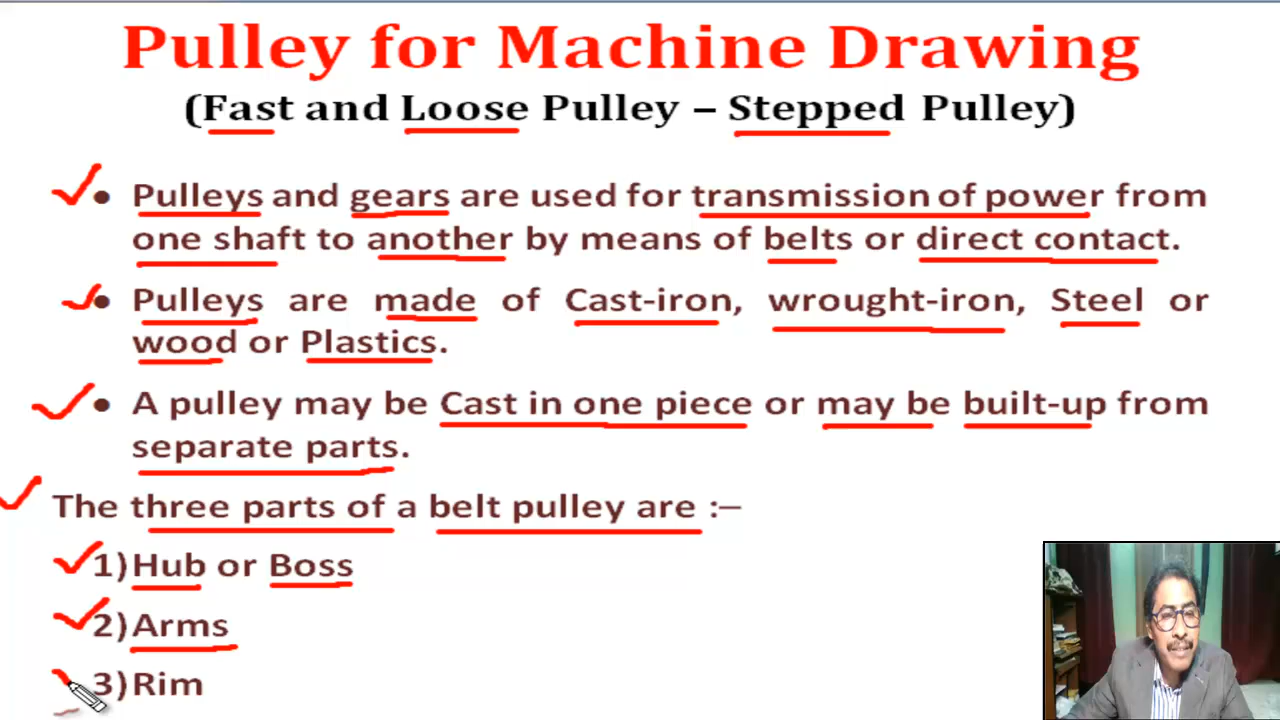 Pulley for Machine Drawing
(Fast and Loose Pulley – Stepped Pulley)
• Pulleys and gears are used for transmission of power from
one shaft to another by means of belts or direct contact.
• Pulleys are made of Cast-iron, wrought-iron, Steel or
wood or Plastics.
• A pulley may be Cast in one piece or may be built-up from
separate parts.
The three parts of a belt pulley are :–
1) Hub or Boss
2) Arms
3) Rim